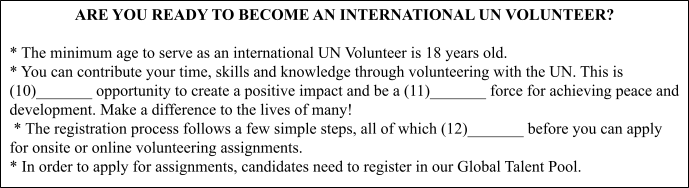 ARE YOU READY TO BECOME AN INTERNATIONAL UN VOLUNTEER?
* The minimum age to serve as an international UN Volunteer is 18 years old.
* You can contribute your time, skills and knowledge through volunteering with the UN. This is
(10)_______ opportunity to create a positive impact and be a (11)_______ force for achieving peace and
development. Make a difference to the lives of many!
* The registration process follows a few simple steps, all of which (12)_______ before you can apply
for onsite or online volunteering assignments.
* In order to apply for assignments, candidates need to register in our Global Talent Pool.